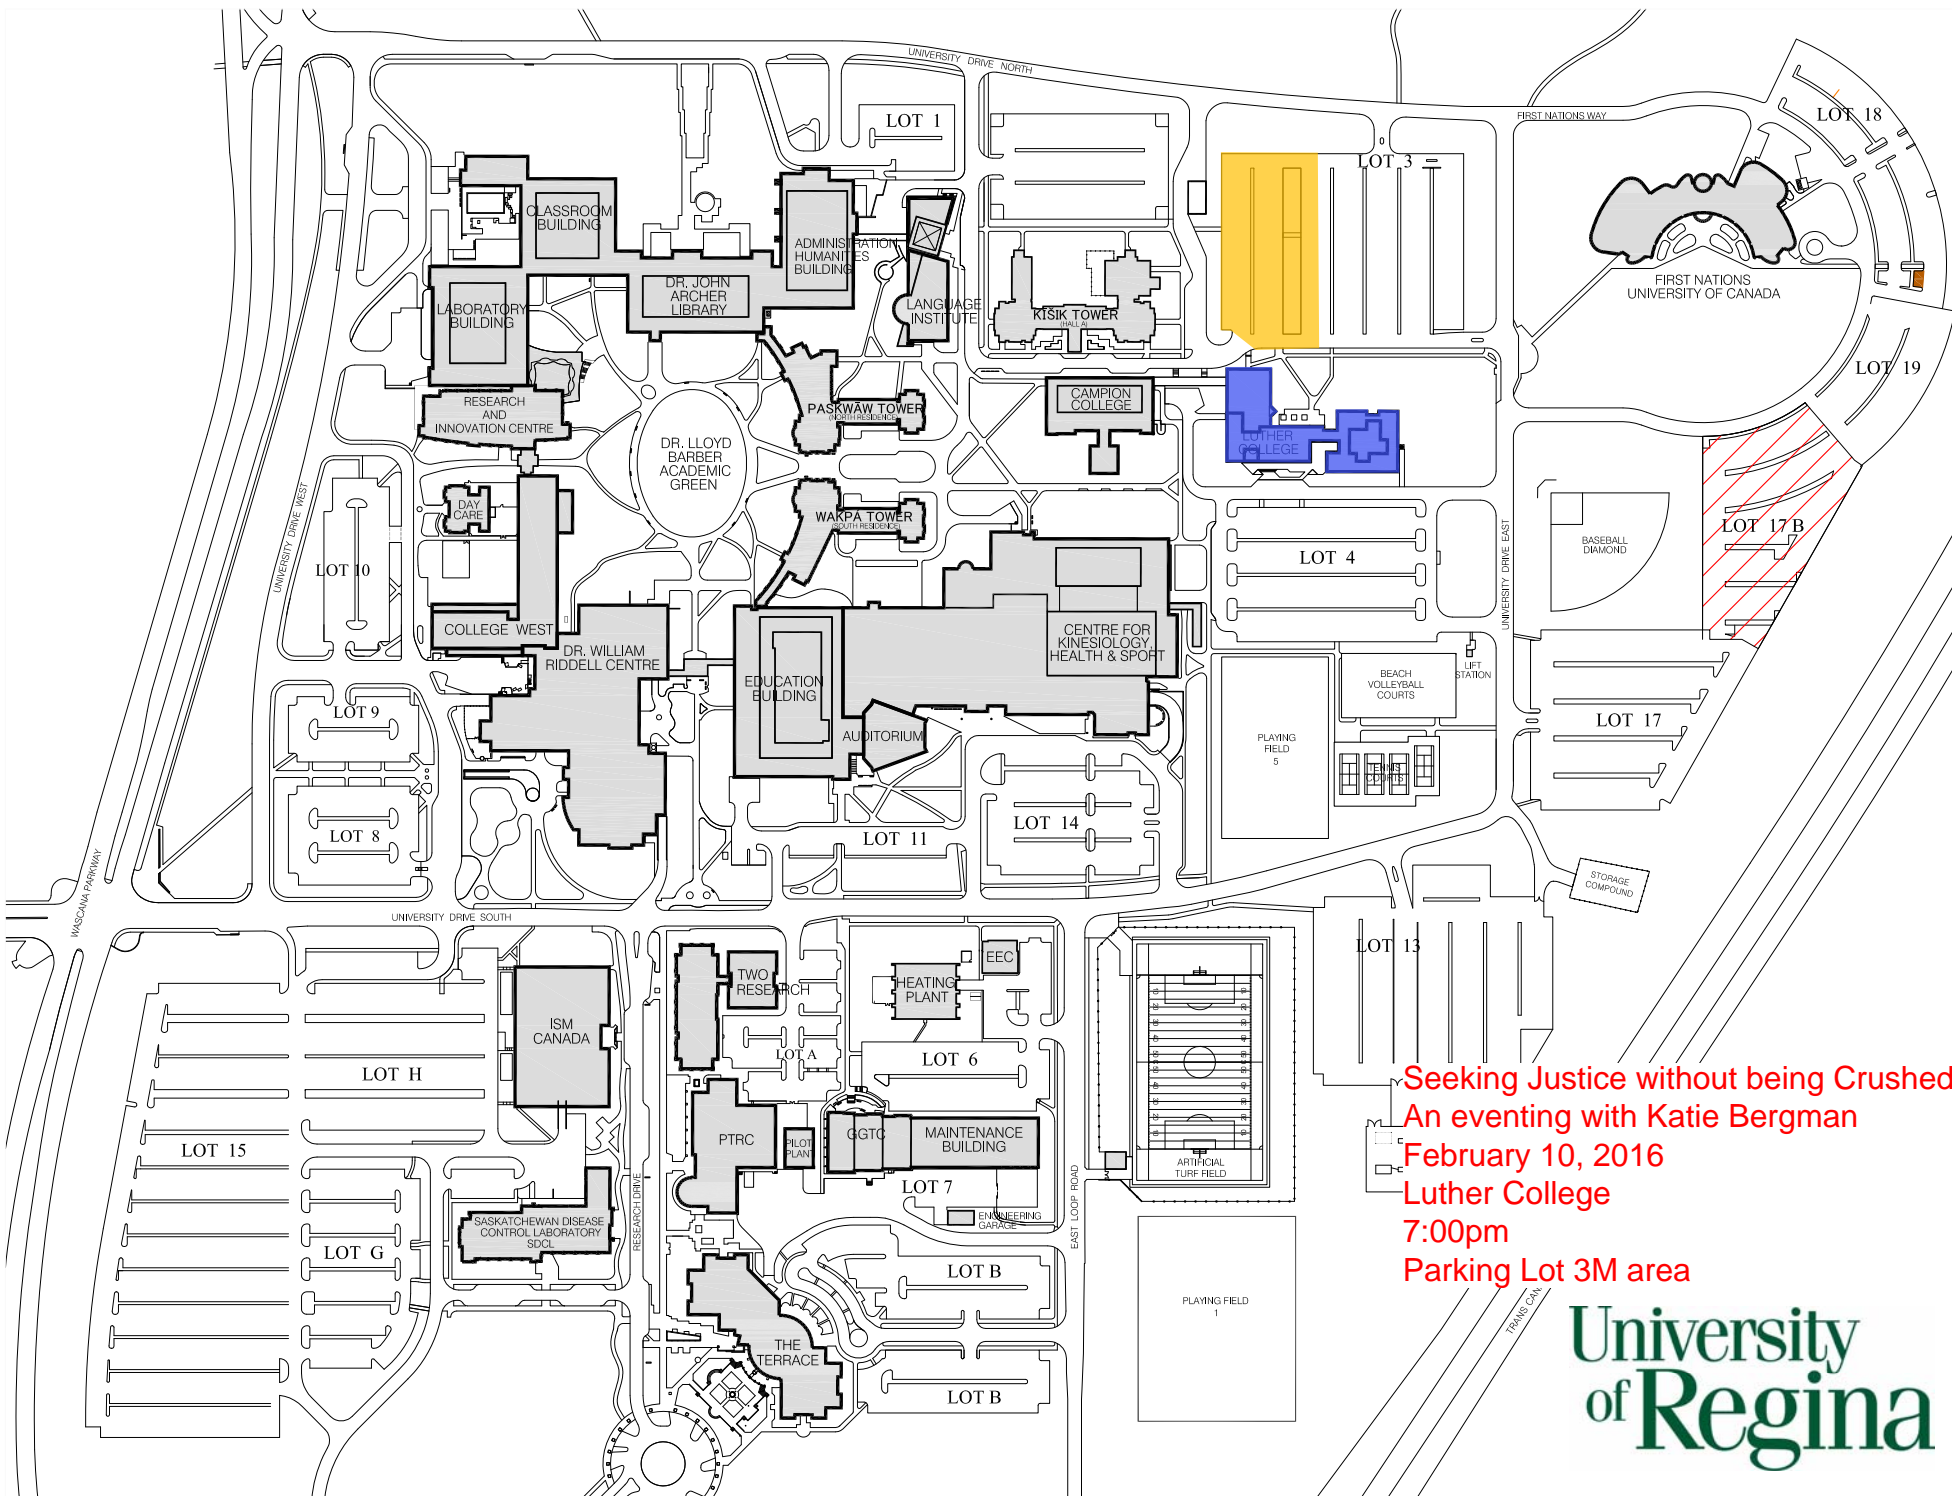 UNIVERSITY DRIVE NORTH
FIRST NATIONS WAY
LOT 18
LOT 1
LOT 3
CLASSROOM
BUILDING
ADMINISTRATION
HUMANITIES
BUILDING
DR. JOHN
ARCHER
LIBRARY
LABORATORY
BUILDING
LANGUAGE
INSTITUTE
KĪSIK TOWER
(HALL A)
FIRST NATIONS
UNIVERSITY OF CANADA
LOT 19
RESEARCH
AND
INNOVATION CENTRE
PASKWĀW TOWER
(NORTH RESIDENCE)
CAMPION
COLLEGE
LUTHER
COLLEGE
DR. LLOYD
BARBER
ACADEMIC
GREEN
UNIVERSITY DRIVE WEST
DAY
CARE
WAKPĀ TOWER
(SOUTH RESIDENCE)
LOT 10
LOT 4
UNIVERSITY DRIVE EAST
BASEBALL
DIAMOND
LOT 17 B
COLLEGE WEST
DR. WILLIAM
RIDDELL CENTRE
EDUCATION
BUILDING
CENTRE FOR
KINESIOLOGY,
HEALTH & SPORT
BEACH
VOLLEYBALL
COURTS
LIFT
STATION
LOT 9
AUDITORIUM
PLAYING
FIELD
5
TENNIS
COURTS
LOT 17
LOT 8
LOT 11
LOT 14
STORAGE
COMPOUND
WASCANA PARKWAY
UNIVERSITY DRIVE SOUTH
LOT 13
TWO
RESEARCH
HEATING
PLANT
EEC
ISM
CANADA
LOT A
LOT 6
LOT H
PTRC
PILOT
PLANT
GGTC
MAINTENANCE
BUILDING
LOT 15
ARTIFICIAL
TURF FIELD
LOT 7
ENGINEERING
GARAGE
RESEARCH DRIVE
EAST LOOP ROAD
SASKATCHEWAN DISEASE
CONTROL LABORATORY
SDCL
LOT G
LOT B
THE
TERRACE
LOT B
PLAYING FIELD
1
TRANS CAN
Seeking Justice without being Crushed
An eventing with Katie Bergman
February 10, 2016
Luther College
7:00pm
Parking Lot 3M area
University
of Regina